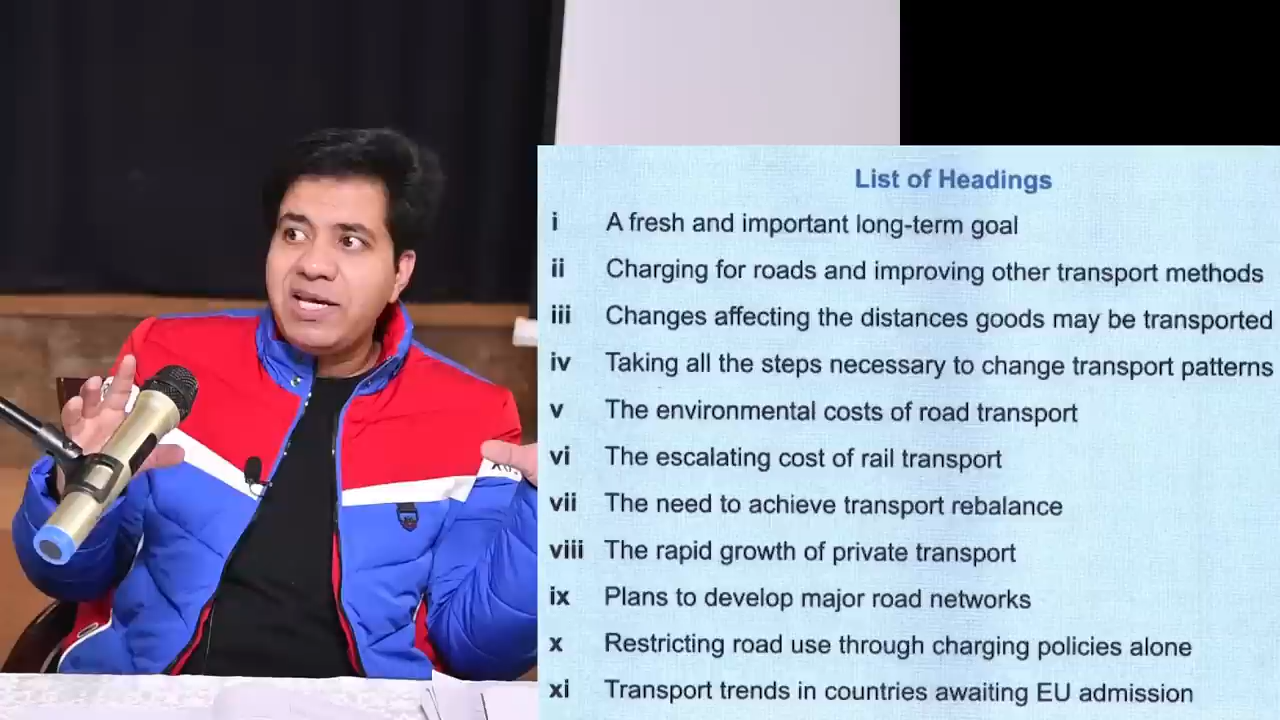 List of Headings
i A fresh and important long-term goal
ii Charging for roads and improving other transport methods
iii Changes affecting the distances goods may be transported
iv Taking all the steps necessary to change transport patterns
v The environmental costs of road transport
vi The escalating cost of rail transport
vii The need to achieve transport rebalance
viii The rapid growth of private transport
ix Plans to develop major road networks
x Restricting road use through charging policies alone
xi Transport trends in countries awaiting EU admission